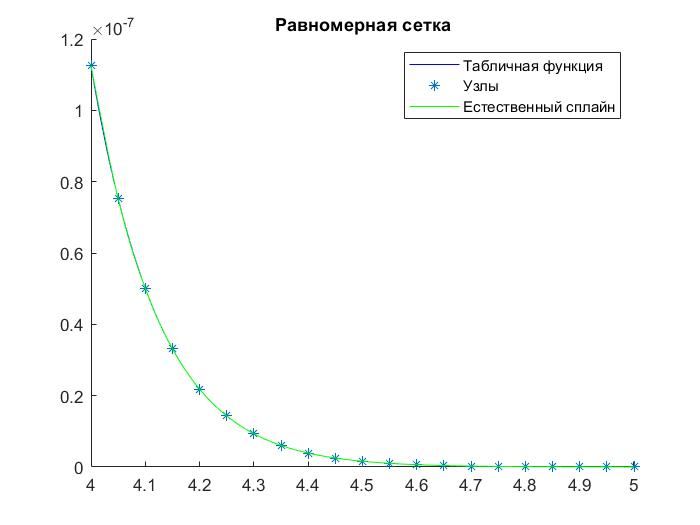 Равномерная сетка
×10⁻⁷
1.2
1
0.8
0.6
0.4
0.2
0
Табличная функция
Узлы
Естественный сплайн
4 4.1 4.2 4.3 4.4 4.5 4.6 4.7 4.8 4.9 5